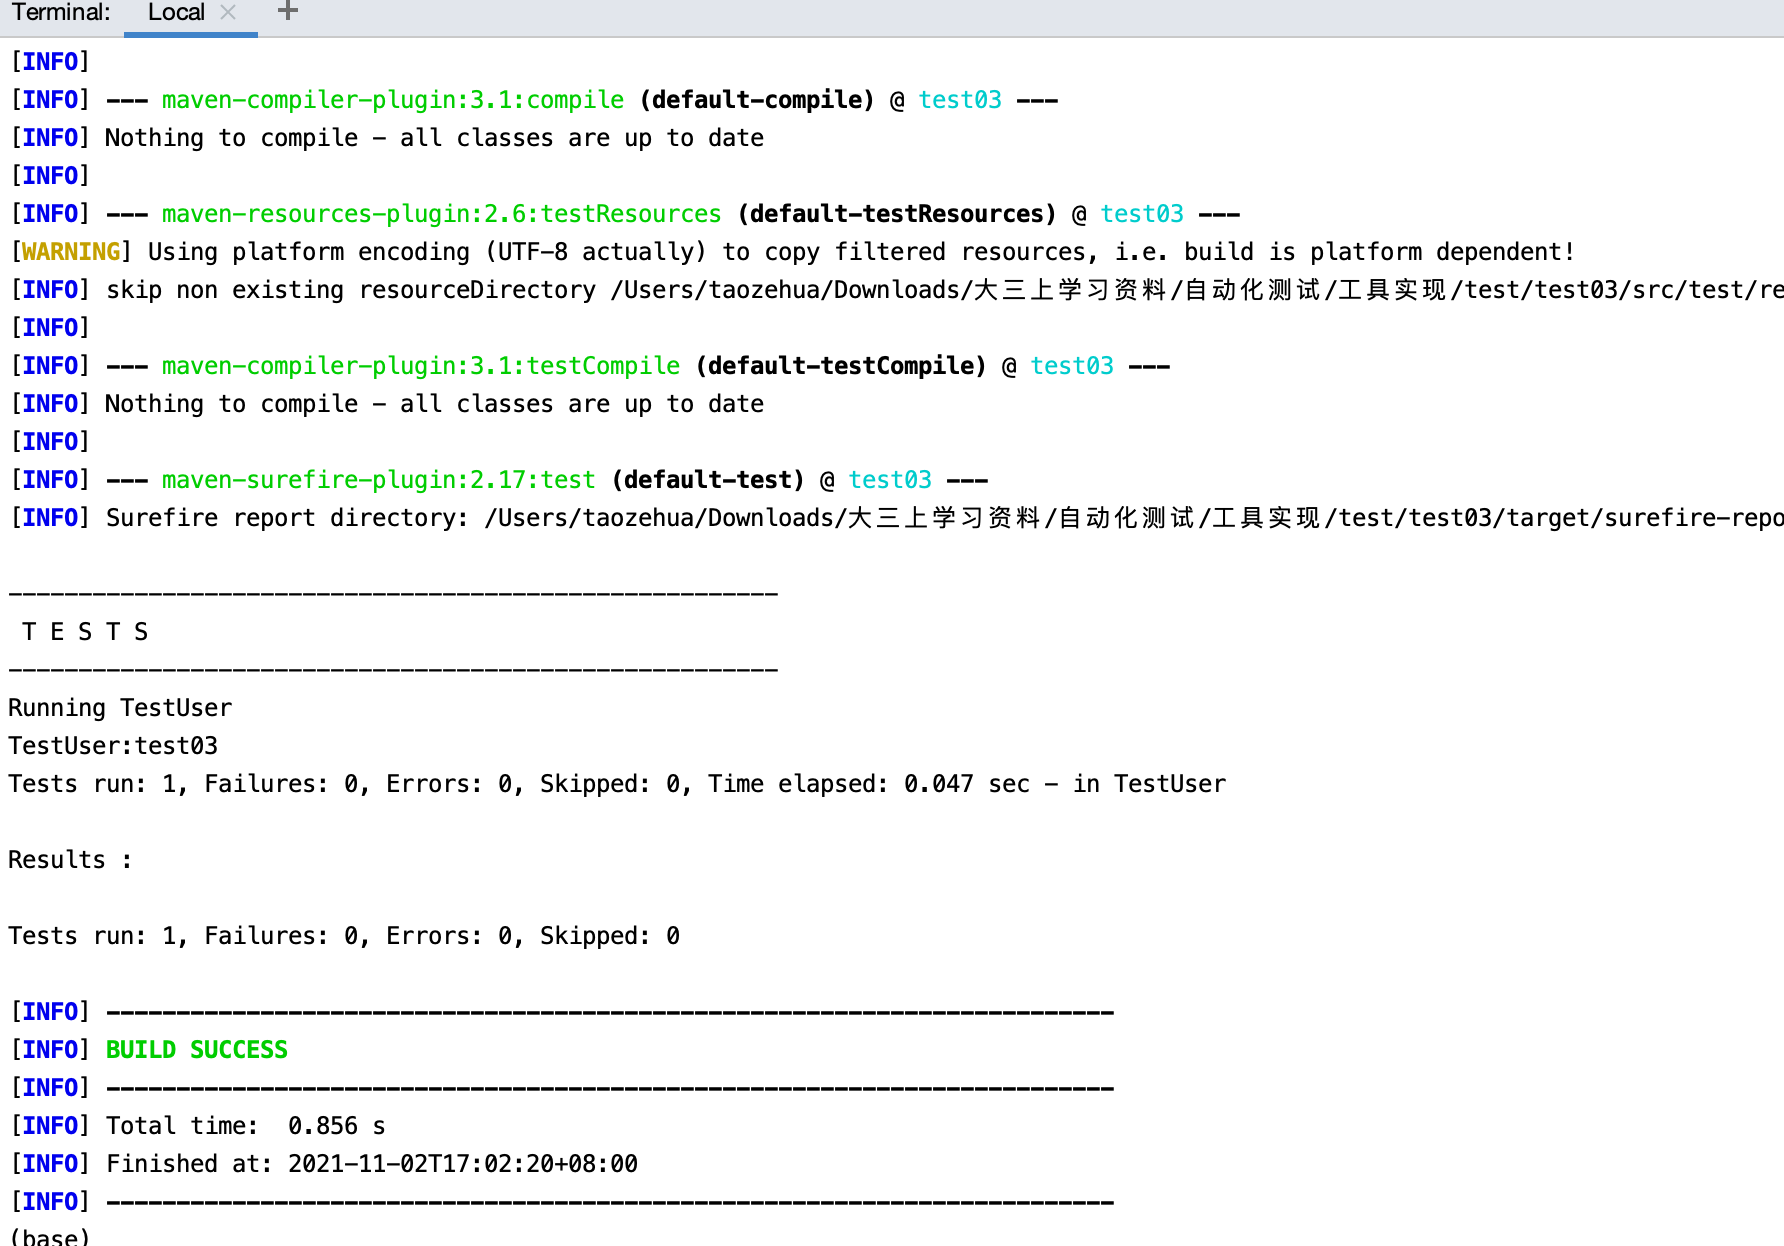 Terminal: Local × +
[INFO]
[INFO] --- maven-compiler-plugin:3.1:compile (default-compile) @ test03 ---
[INFO] Nothing to compile - all classes are up to date
[INFO]
[INFO] --- maven-resources-plugin:2.6:testResources (default-testResources) @ test03 ---
[WARNING] Using platform encoding (UTF-8 actually) to copy filtered resources, i.e. build is platform dependent!
[INFO] skip non existing resourceDirectory /Users/taozehua/Downloads/大三上学习资料/自动化测试/工具实现/test/test03/src/test/re
[INFO]
[INFO] --- maven-compiler-plugin:3.1:testCompile (default-testCompile) @ test03 ---
[INFO] Nothing to compile - all classes are up to date
[INFO]
[INFO] --- maven-surefire-plugin:2.17:test (default-test) @ test03 ---
[INFO] Surefire report directory: /Users/taozehua/Downloads/大三上学习资料/自动化测试/工具实现/test/test03/target/surefire-repo
-------------------------------------------------------
T E S T S
-------------------------------------------------------
Running TestUser
TestUser:test03
Tests run: 1, Failures: 0, Errors: 0, Skipped: 0, Time elapsed: 0.047 sec - in TestUser
Results :
Tests run: 1, Failures: 0, Errors: 0, Skipped: 0
[INFO] ------------------------------------------------------------------------
[INFO] BUILD SUCCESS
[INFO] ------------------------------------------------------------------------
[INFO] Total time:  0.856 s
[INFO] Finished at: 2021-11-02T17:02:20+08:00
[INFO] ------------------------------------------------------------------------
(base)